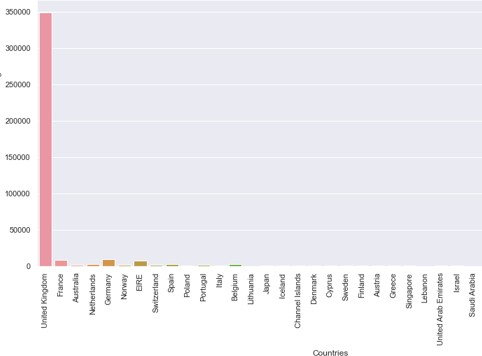 350000
300000
250000
200000
150000
100000
50000
0
United Kingdom
France
Australia
Netherlands
Germany
Norway
EIRE
Switzerland
Spain
Poland
Portugal
Italy
Belgium
Lithuania
Japan
Iceland
Channel Islands
Denmark
Cyprus
Sweden
Finland
Austria
Greece
Singapore
Lebanon
United Arab Emirates
Israel
Saudi Arabia
Countries